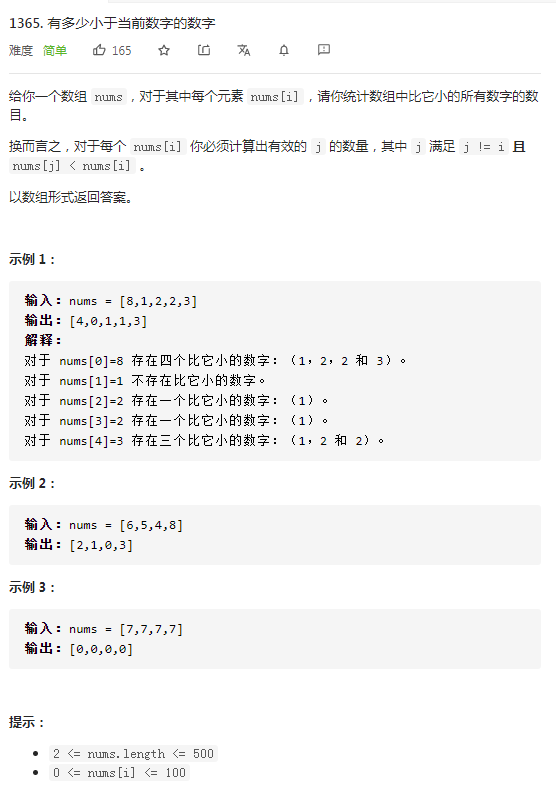 1365. 有多少小于当前数字的数字
难度 简单 165
给你一个数组 nums，对于其中每个元素 nums[i]，请你统计数组中比它小的所有数字的数
目。
换而言之，对于每个 nums[i] 你必须计算出有效的 j 的数量，其中 j 满足 j != i 且
nums[j] < nums[i] 。
以数组形式返回答案。
示例 1：
输入：nums = [8,1,2,2,3]
输出：[4,0,1,1,3]
解释：
对于 nums[0]=8 存在四个比它小的数字：（1，2，2 和 3）。
对于 nums[1]=1 不存在比它小的数字。
对于 nums[2]=2 存在一个比它小的数字：（1）。
对于 nums[3]=2 存在一个比它小的数字：（1）。
对于 nums[4]=3 存在三个比它小的数字：（1，2 和 2）。
示例 2：
输入：nums = [6,5,4,8]
输出：[2,1,0,3]
示例 3：
输入：nums = [7,7,7,7]
输出：[0,0,0,0]
提示：
• 2 <= nums.length <= 500
• 0 <= nums[i] <= 100